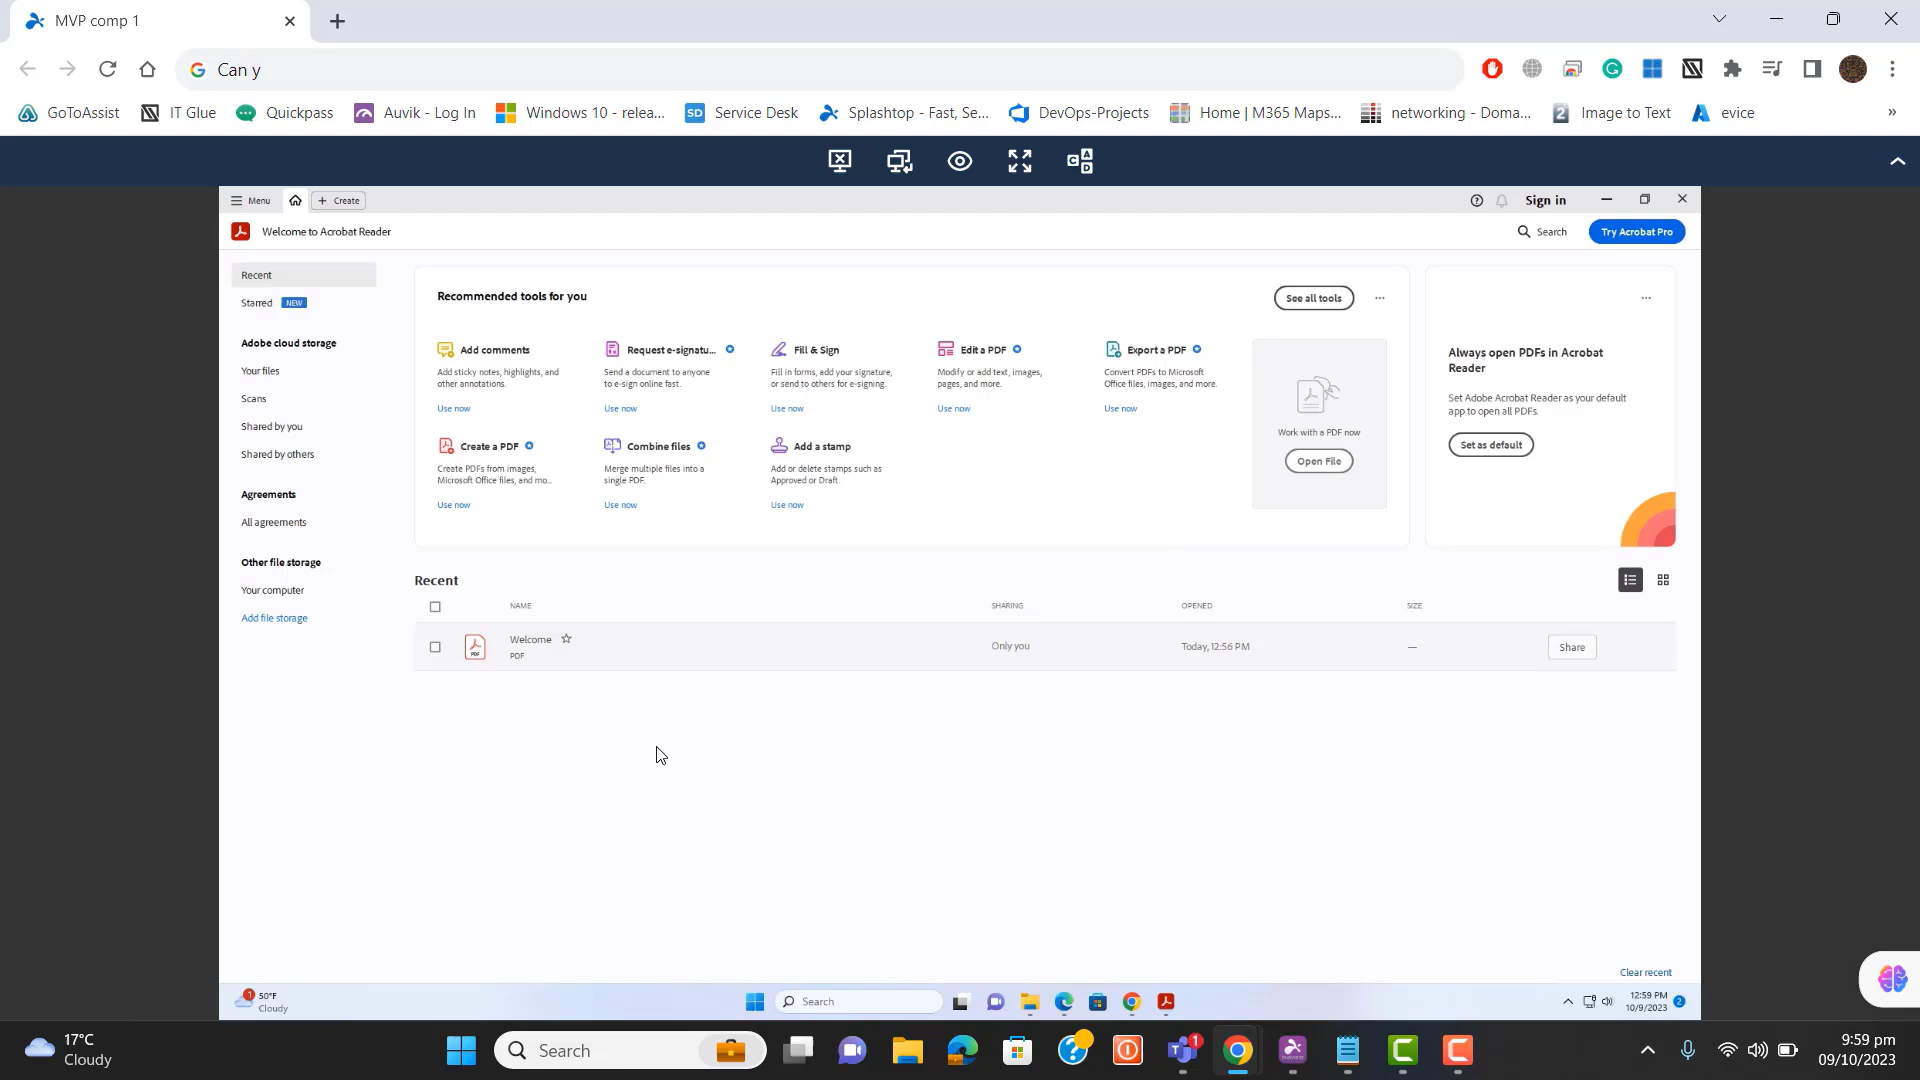 MVP comp 1
Can y
GoToAssist IT Glue Quickpass Auvik - Log In Windows 10 - relea... Service Desk Splashtop - Fast, Se... DevOps-Projects Home | M365 Maps... networking - Doma... Image to Text evice »
Menu Create Sign in
Welcome to Acrobat Reader Search Try Acrobat Pro
Recent
Starred NEW
Adobe cloud storage
Your files
Scans
Shared by you
Shared by others
Agreements
All agreements
Other file storage
Your computer
Add file storage
Recommended tools for you See all tools
Add comments
Add sticky notes, highlights, and
other annotations.
Use now
Request e-signatu...
Send a document to anyone
to e-sign online fast.
Use now
Fill & Sign
Fill in forms, add your signature,
or send to others for e-signing.
Use now
Edit a PDF
Modify or add text, images,
pages, and more.
Use now
Export a PDF
Convert PDFs to Microsoft
Office files, images, and more.
Use now
Create a PDF
Create PDFs from images,
Microsoft Office files, and mo...
Use now
Combine files
Merge multiple files into a
single PDF.
Use now
Add a stamp
Add or delete stamps such as
Approved or Draft.
Use now
Work with a PDF now
Open File
Always open PDFs in Acrobat
Reader
Set Adobe Acrobat Reader as your default
app to open all PDFs.
Set as default
Recent
NAME SHARING OPENED SIZE
Welcome Only you Today, 12:56 PM — Share
PDF
Clear recent
1 50°F
Cloudy
Search
12:59 PM
10/9/2023 2
17°C
Cloudy
Search
1
9:59 pm
09/10/2023